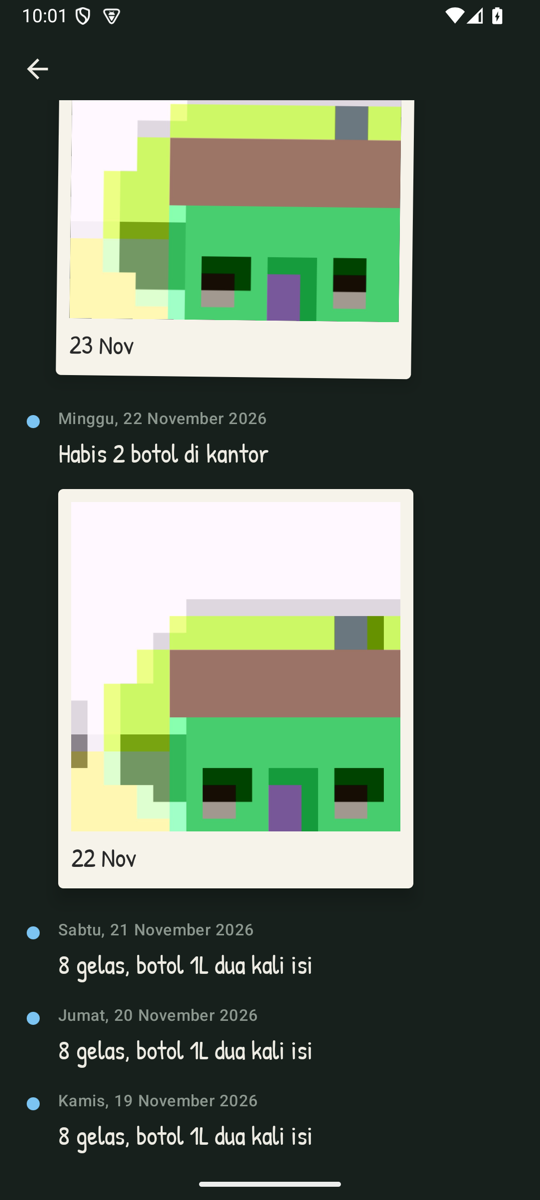 10:01
23 Nov
Minggu, 22 November 2026
Habis 2 botol di kantor
22 Nov
Sabtu, 21 November 2026
8 gelas, botol 1L dua kali isi
Jumat, 20 November 2026
8 gelas, botol 1L dua kali isi
Kamis, 19 November 2026
8 gelas, botol 1L dua kali isi